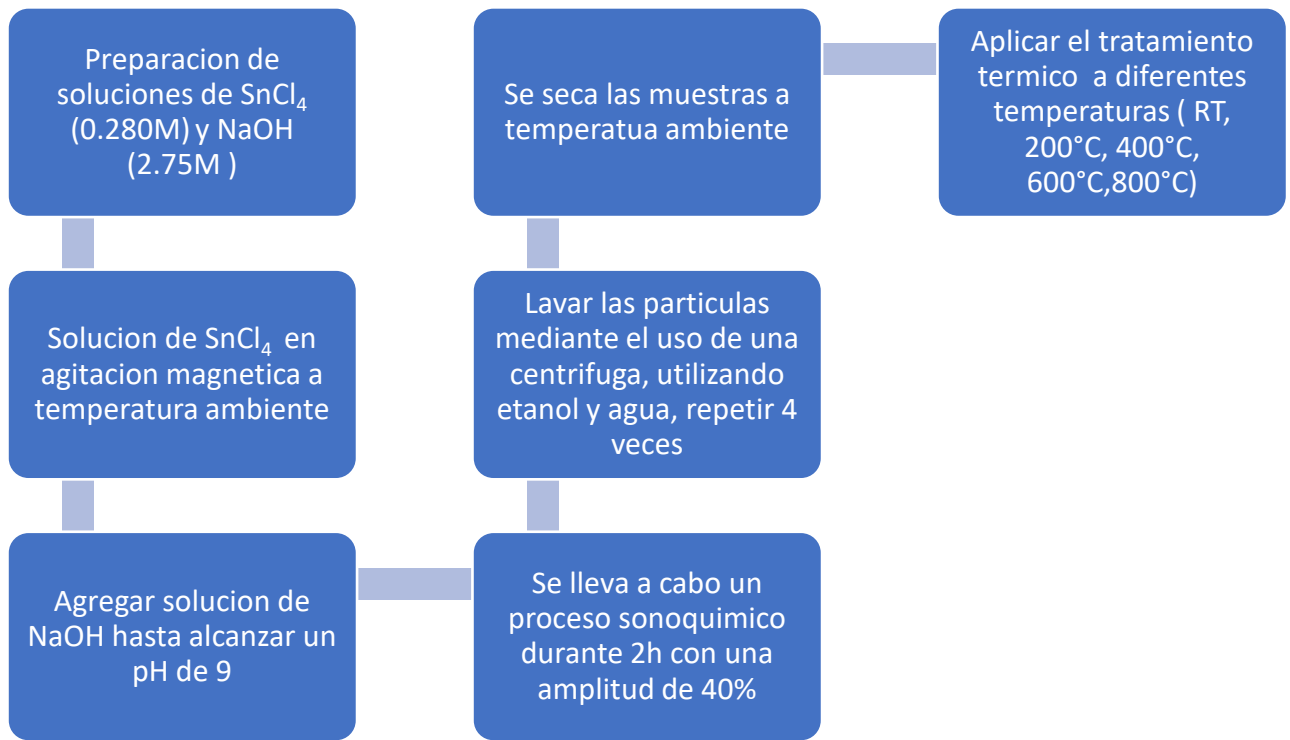 Preparacion de
soluciones de SnCl₄
(0.280M) y NaOH
(2.75M )
Solucion de SnCl₄ en
agitacion magnetica a
temperatura ambiente
Agregar solucion de
NaOH hasta alcanzar un
pH de 9
Se lleva a cabo un
proceso sonoquimico
durante 2h con una
amplitud de 40%
Lavar las particulas
mediante el uso de una
centrifuga, utilizando
etanol y agua, repetir 4
veces
Se seca las muestras a
temperatua ambiente
Aplicar el tratamiento
termico a diferentes
temperaturas ( RT,
200°C, 400°C,
600°C,800°C)